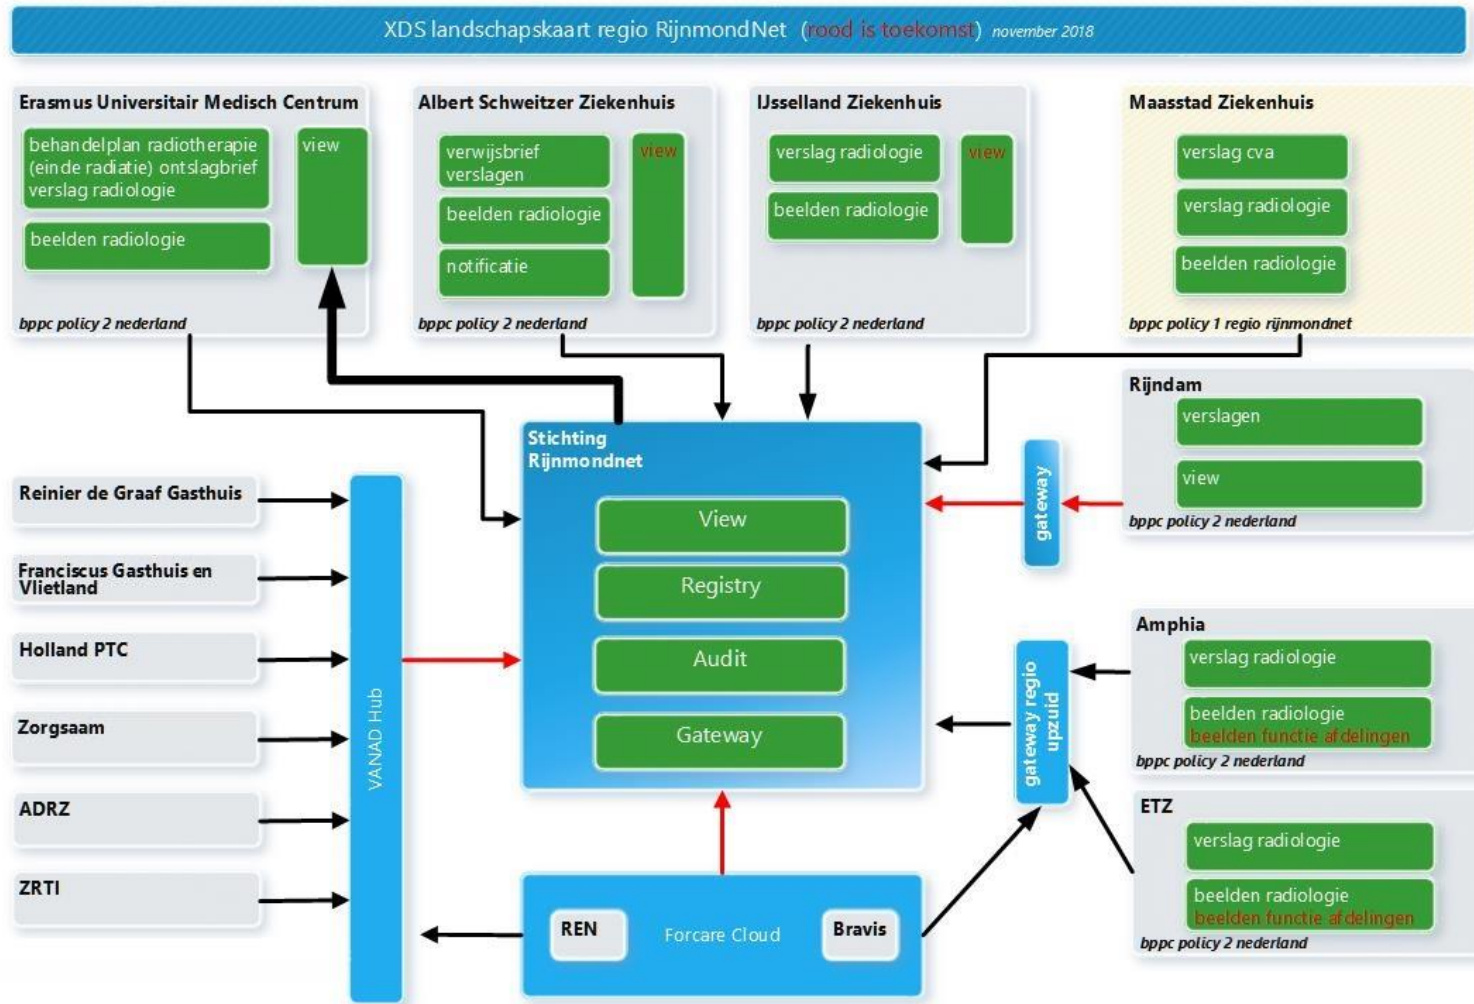 XDS landschapskaart regio RijnmondNet (rood is toekomst) november 2018
Erasmus Universitair Medisch Centrum
behandelplan radiotherapie
(einde radiatie) ontslagbrief
verslag radiologie
beelden radiologie
view
bppc policy 2 nederland
Albert Schweitzer Ziekenhuis
verwijsbrief
verslagen
beelden radiologie
notificatie
view
bppc policy 2 nederland
IJsselland Ziekenhuis
verslag radiologie
beelden radiologie
view
bppc policy 2 nederland
Maasstad Ziekenhuis
verslag cva
verslag radiologie
beelden radiologie
bppc policy 1 regio rijnmondnet
Rijndam
verslagen
view
bppc policy 2 nederland
gateway
Stichting
Rijnmondnet
View
Registry
Audit
Gateway
Reinier de Graaf Gasthuis
Franciscus Gasthuis en
Vlietland
Holland PTC
Zorgsaam
ADRZ
ZRTI
VANAD Hub
gateway regio
upzuid
Amphia
verslag radiologie
beelden radiologie
beelden functie afdelingen
bppc policy 2 nederland
ETZ
verslag radiologie
beelden radiologie
beelden functie afdelingen
bppc policy 2 nederland
REN
Forcare Cloud
Bravis